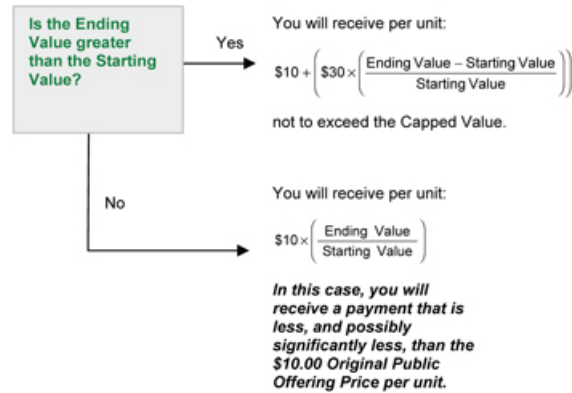 Is the Ending
Value greater
than the Starting
Value?
Yes
You will receive per unit:
$10 + ( $30 × ( Ending Value – Starting Value
Starting Value ) )
not to exceed the Capped Value.
No
You will receive per unit:
$10 × ( Ending Value
Starting Value )
In this case, you will
receive a payment that is
less, and possibly
significantly less, than the
$10.00 Original Public
Offering Price per unit.